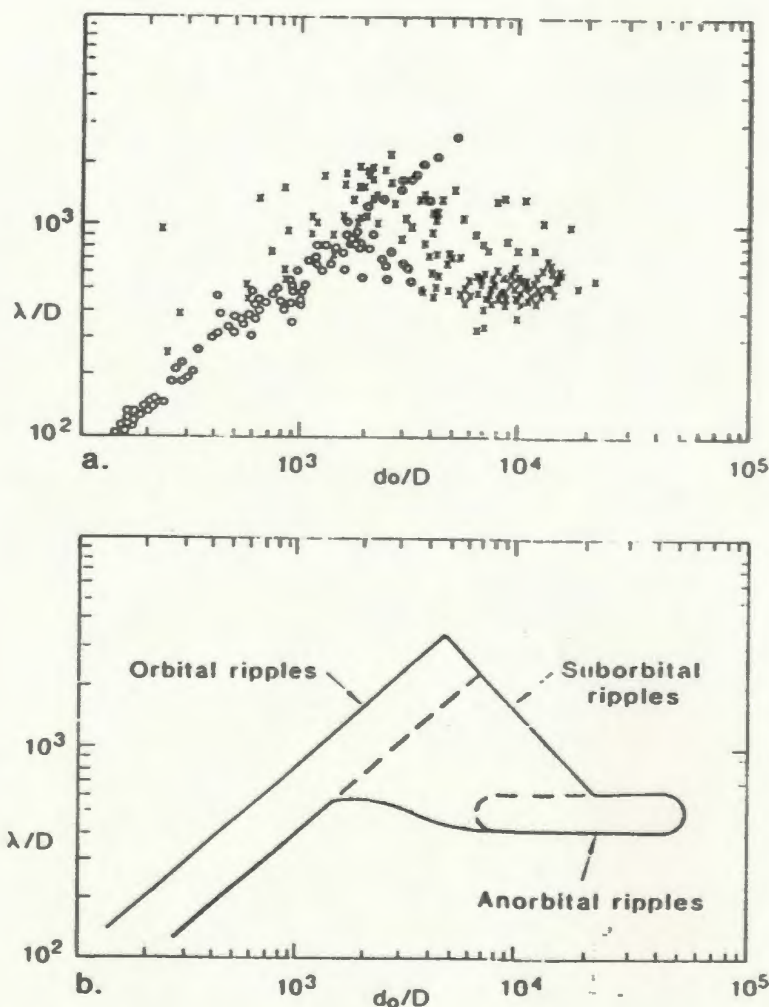 10³
λ/D
10²
a.
10³
10⁴
10⁵
do/D
Orbital ripples
Suborbital
ripples
10³
λ/D
Anorbital ripples
10²
b.
10³
10⁴
10⁵
do/D